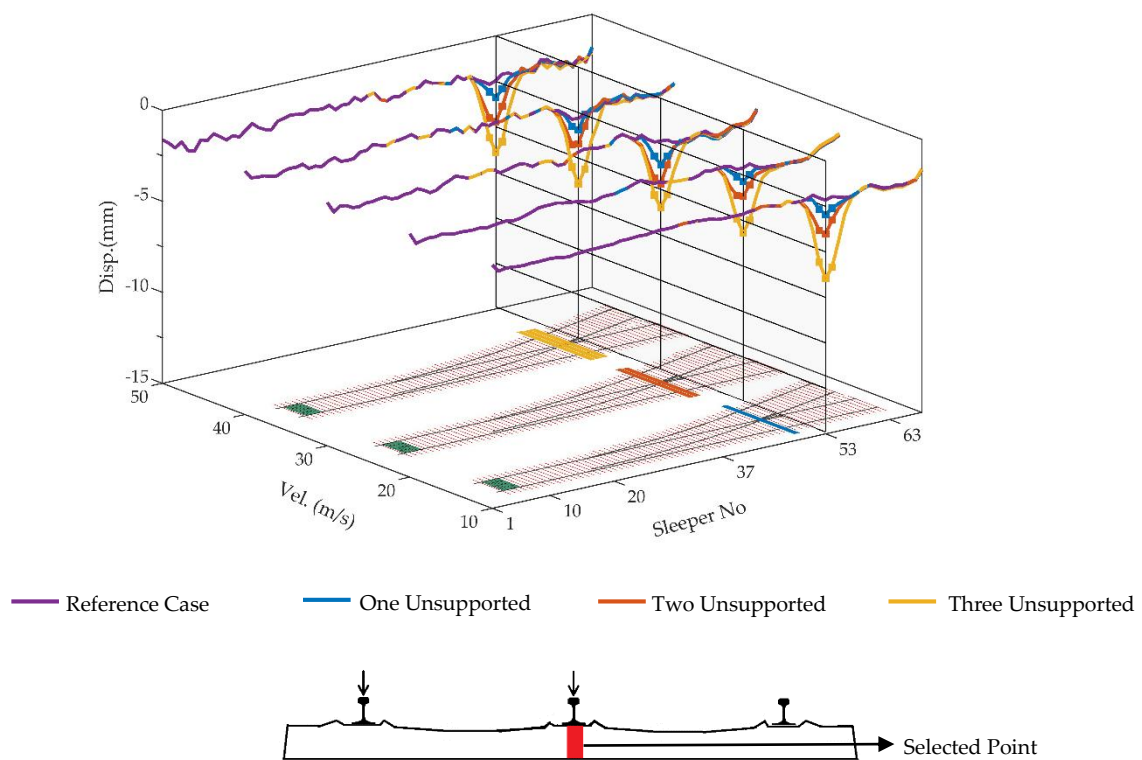 0
-5
-10
-15
Disp.(mm)
50
40
30
20
10
Vel. (m/s)
1
10
20
37
53
63
Sleeper No
Reference Case
One Unsupported
Two Unsupported
Three Unsupported
Selected Point